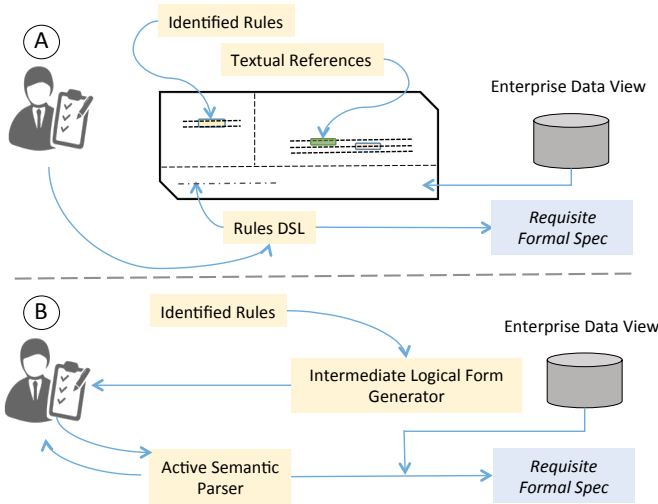 A
Identified Rules
Textual References
Enterprise Data View
Rules DSL
Requisite
Formal Spec
B
Identified Rules
Enterprise Data View
Intermediate Logical Form
Generator
Active Semantic
Parser
Requisite
Formal Spec